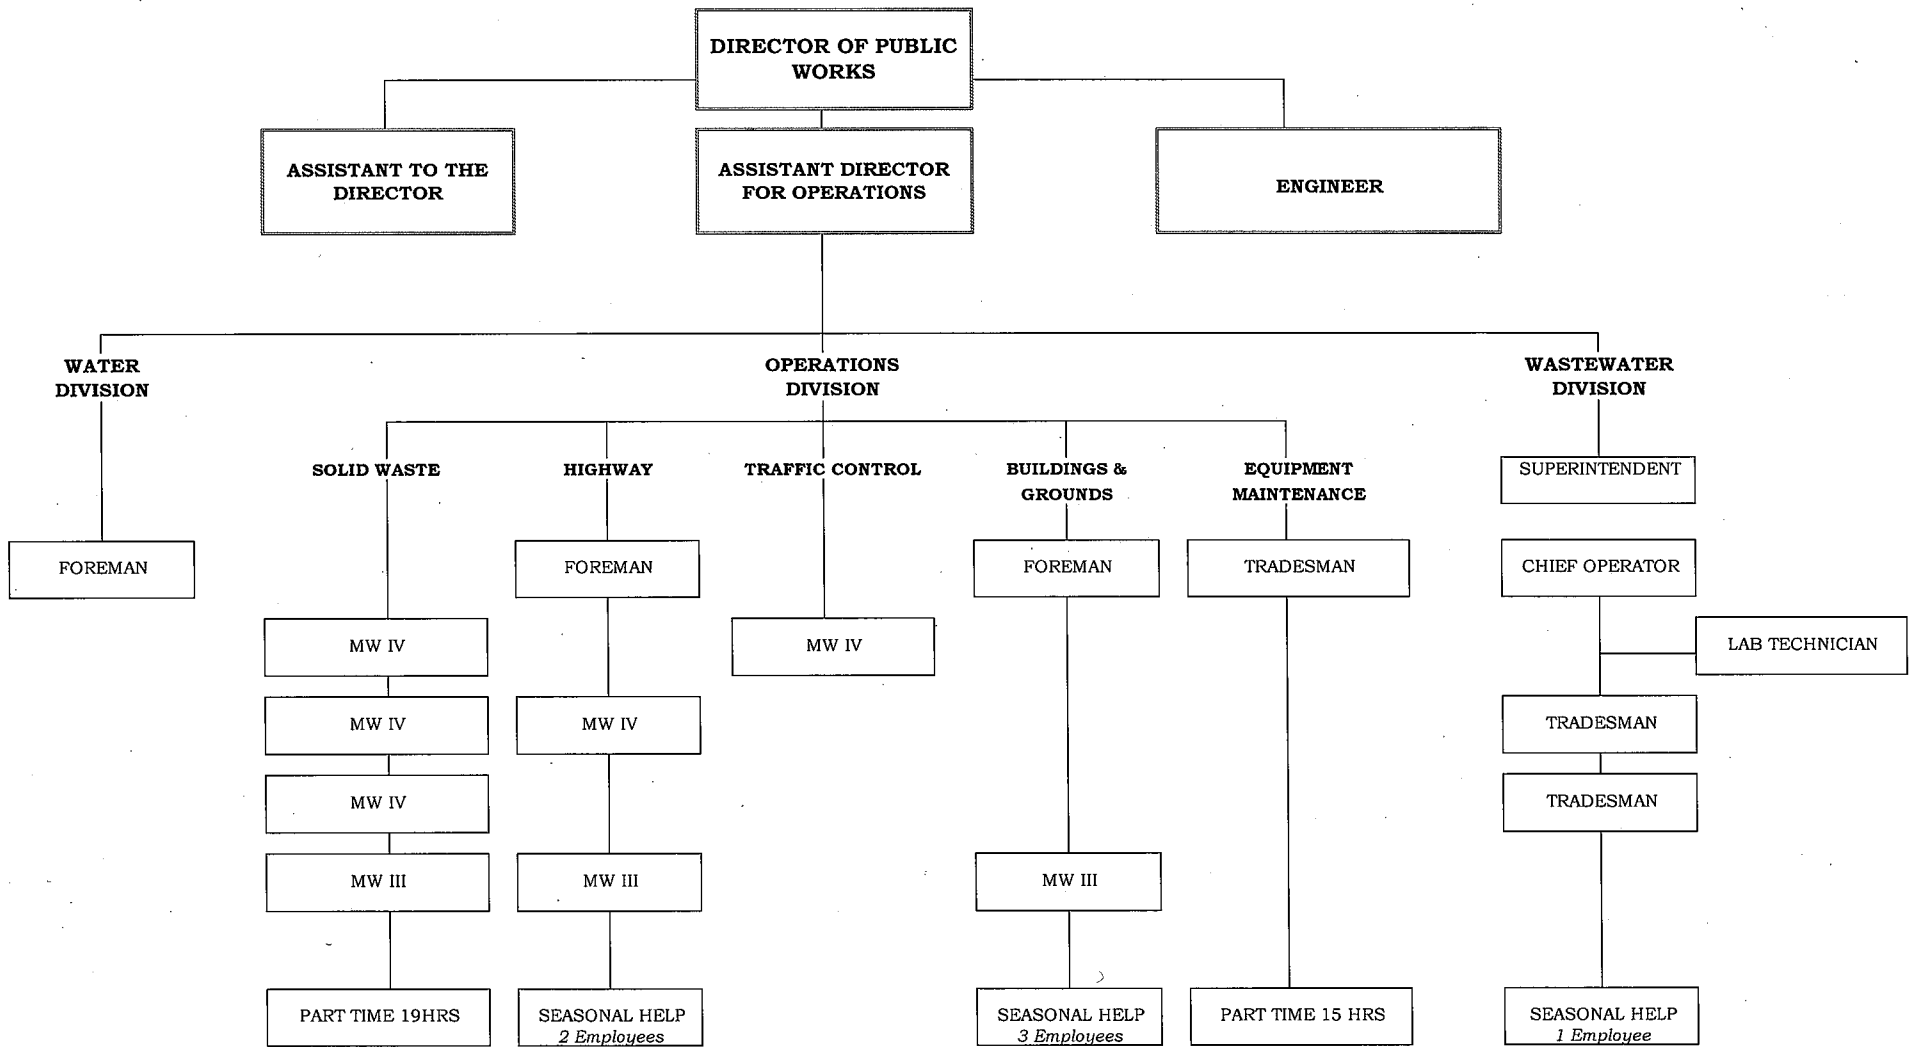 DIRECTOR OF PUBLIC
WORKS
ASSISTANT TO THE
DIRECTOR
ASSISTANT DIRECTOR
FOR OPERATIONS
ENGINEER
WATER
DIVISION
OPERATIONS
DIVISION
WASTEWATER
DIVISION
SOLID WASTE
HIGHWAY
TRAFFIC CONTROL
BUILDINGS &
GROUNDS
EQUIPMENT
MAINTENANCE
SUPERINTENDENT
FOREMAN
FOREMAN
FOREMAN
TRADESMAN
CHIEF OPERATOR
MW IV
MW IV
LAB TECHNICIAN
MW IV
MW IV
TRADESMAN
MW IV
TRADESMAN
MW III
MW III
MW III
PART TIME 19HRS
SEASONAL HELP
2 Employees
SEASONAL HELP
3 Employees
PART TIME 15 HRS
SEASONAL HELP
1 Employee